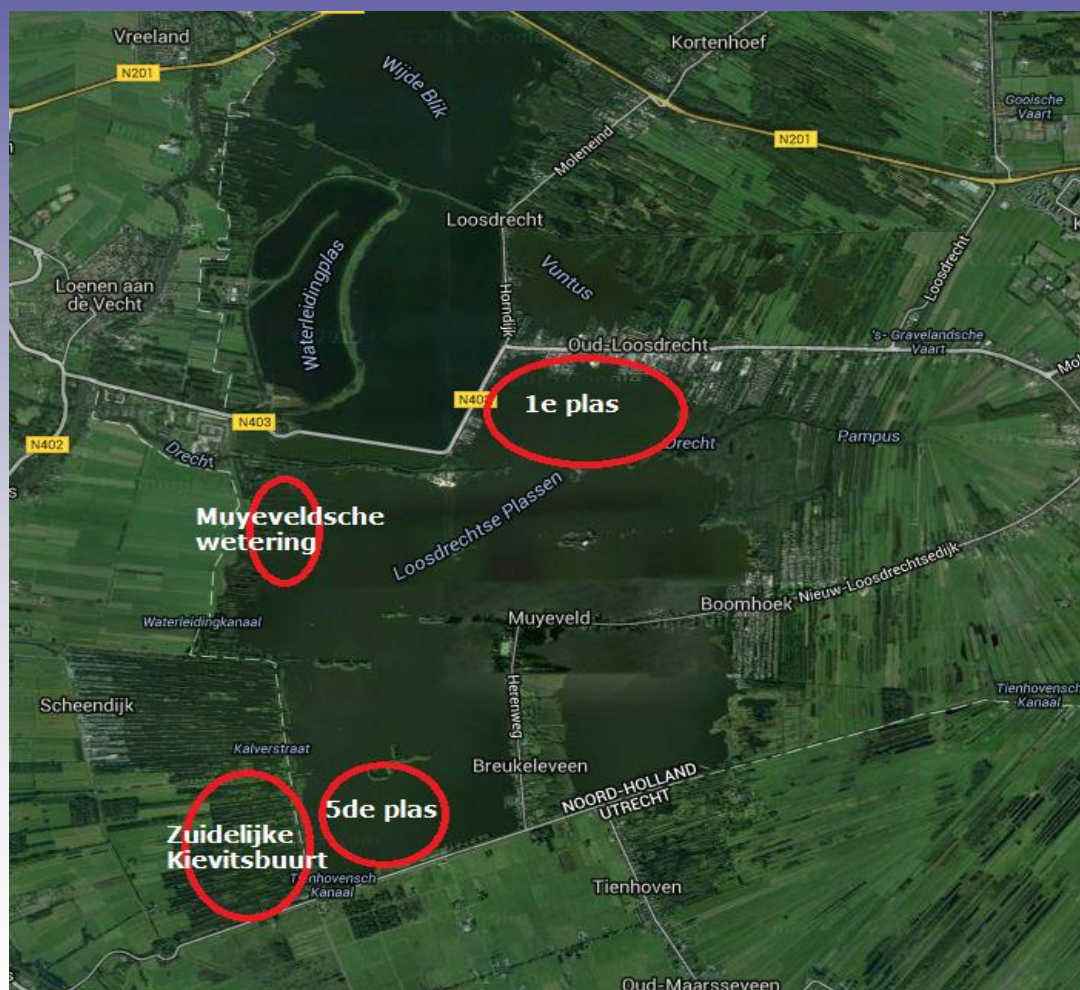 Vreeland
Kortenhoef
N201
Wijde Blik
Gooische
Vaart
N201
Moleneind
Loosdrecht
Vuntus
Loosdrecht
Waterleidingplas
Loenen aan
de Vecht
Horndijk
Oud-Loosdrecht
's- Gravelandsche
Vaart
N403
1e plas
N403
N402
Drecht
Pampus
Drecht
Muyeveldsche
wetering
Loosdrechtse Plassen
Nieuw-Loosdrechtsedijk
Boomhoek
Waterleidingkanaal
Muyeveld
Scheendijk
Herenweg
Tienhovensch
Kanaal
Kalverstraat
Breukeleveen
NOORD-HOLLAND
UTRECHT
5de plas
Zuidelijke
Kievitsbuurt
Tienhovensch
Kanaal
Tienhoven
Oud-Maarsseveen